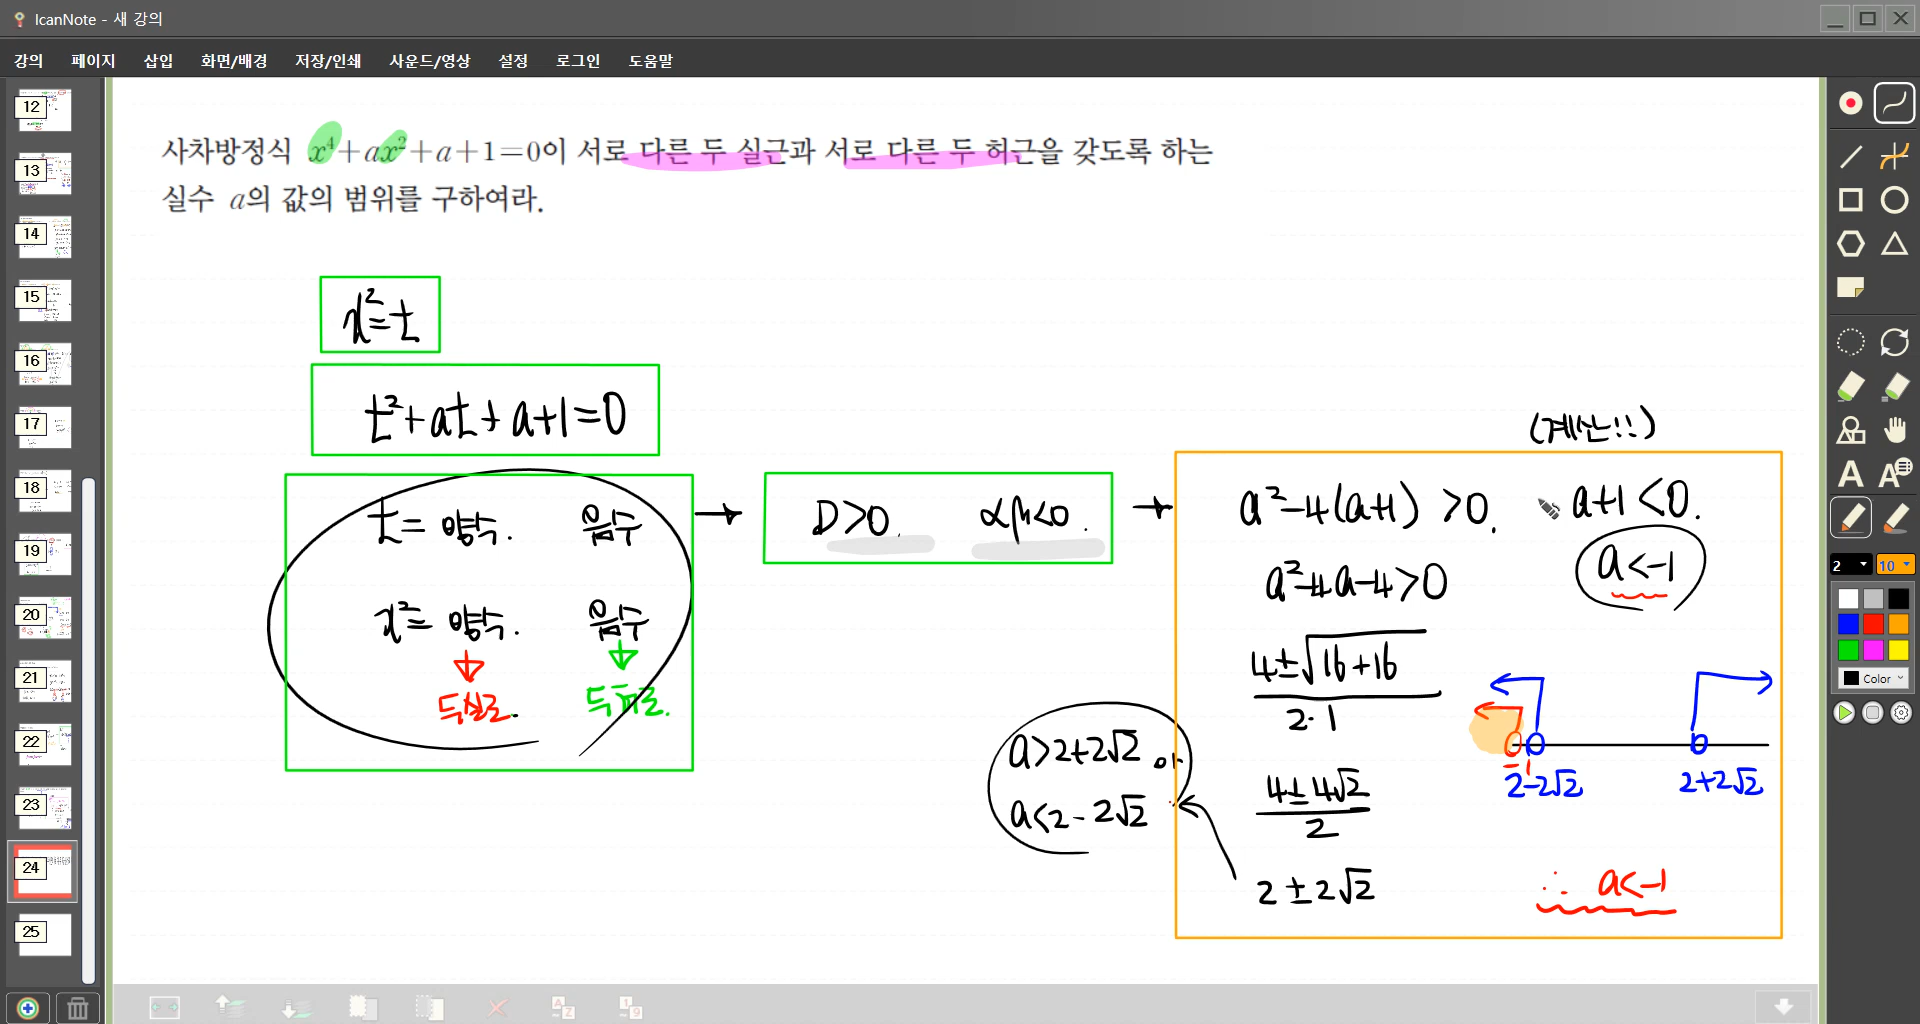 IcanNote - 새 강의
강의 페이지 삽입 화면/배경 저장/인쇄 사운드/영상 설정 로그인 도움말
12
13
14
15
16
17
18
19
20
21
22
23
24
25
사차방정식 x⁴+ax²+a+1=0이 서로 다른 두 실근과 서로 다른 두 허근을 갖도록 하는
실수 a의 값의 범위를 구하여라.
x²=t
t²+at+a+1=0
t= 양수. 음수
x²= 양수. 음수
두실근. 두허근.
D>0. αβ<0.
(계산!!)
a²-4(a+1) >0. a+1<0.
a²-4a-4>0 a<-1
4±√16+16
2·1
4±4√2
2
2±2√2
a>2+2√2 or
a<2-2√2
-1
2-2√2 2+2√2
∴ a<-1
2 10
Color